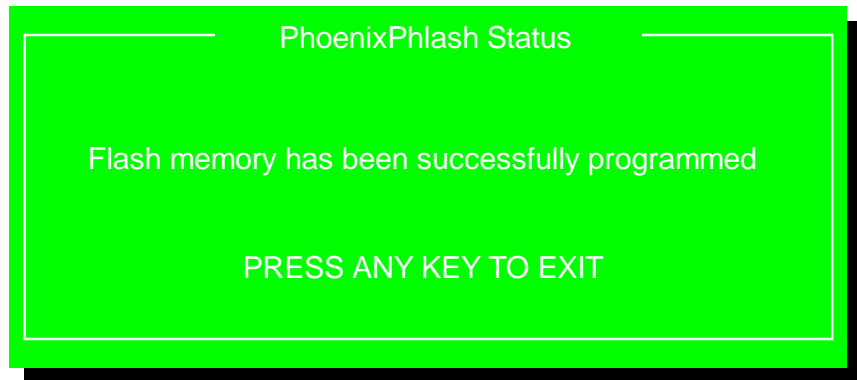 PhoenixPhlash Status
Flash memory has been successfully programmed
PRESS ANY KEY TO EXIT